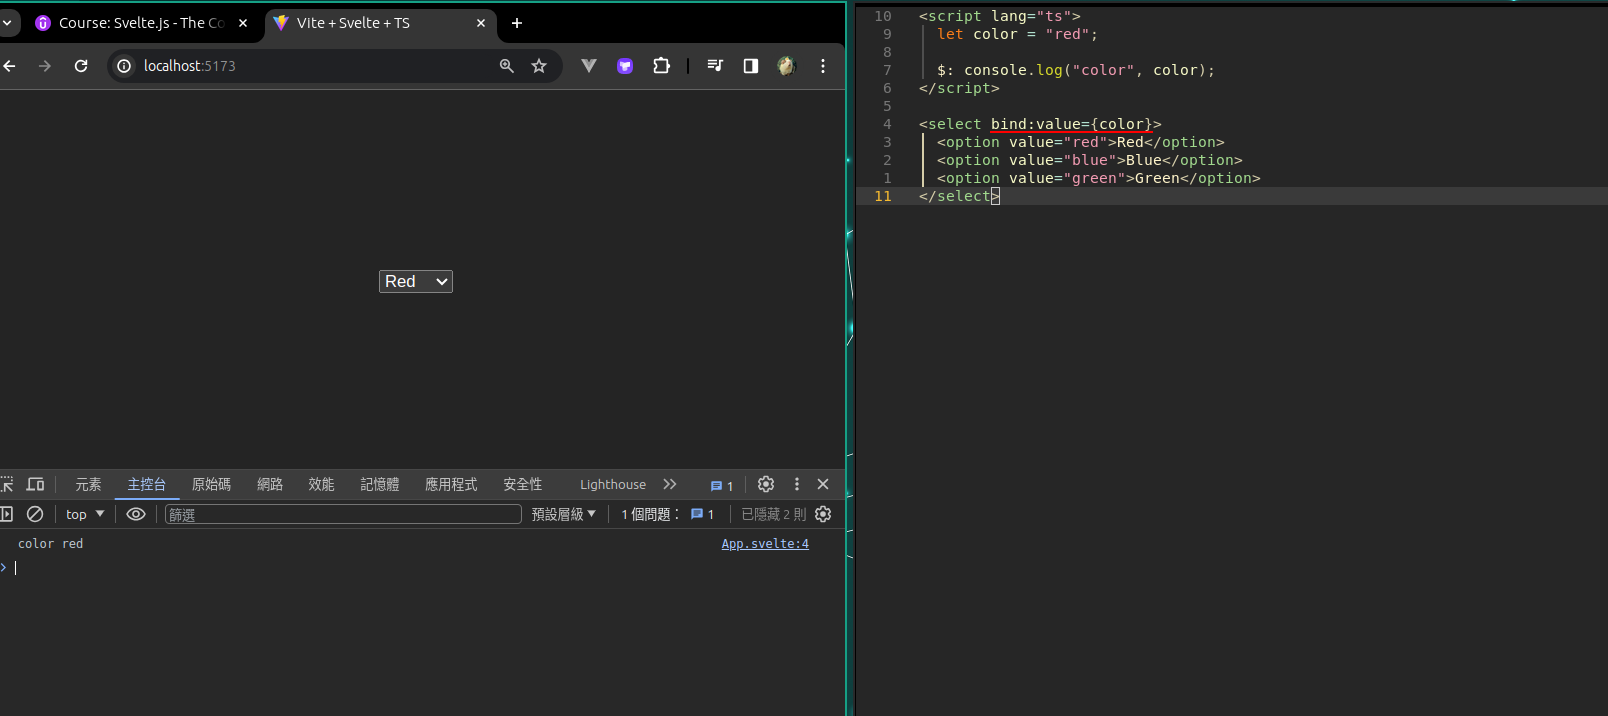 Course: Svelte.js - The Co
VIte + Svelte + TS
localhost:5173
Red
元素 主控台 原始碼 網路 效能 記憶體 應用程式 安全性 Lighthouse 1
top 篩選 預設層級 1 個問題： 1 已隱藏 2 則
color red App.svelte:4
10 <script lang="ts">
9 let color = "red";
8
7 $: console.log("color", color);
6 </script>
5
4 <select bind:value={color}>
3 <option value="red">Red</option>
2 <option value="blue">Blue</option>
1 <option value="green">Green</option>
11 </select>